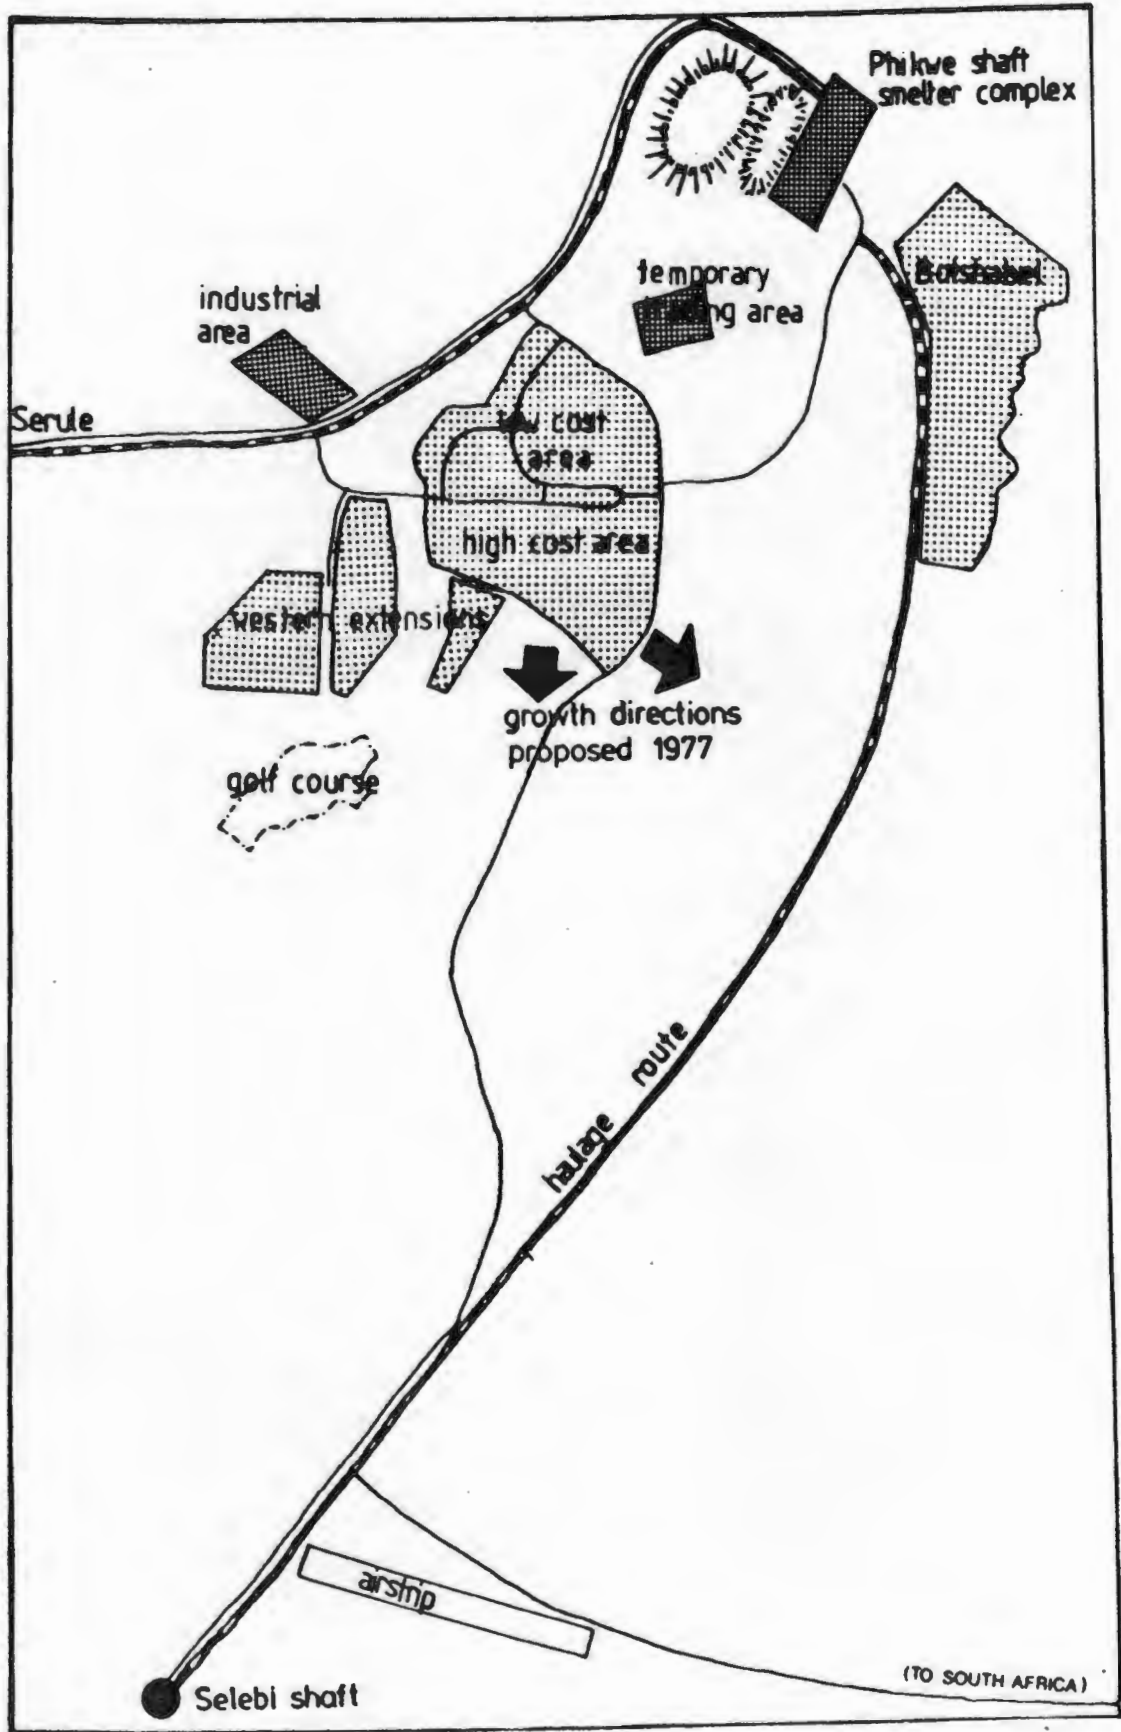 Phikwe shaft
smelter complex
temporary
trading area
Botshabel
industrial
area
Serule
low cost
area
high cost area
western extensions
growth directions
proposed 1977
golf course
haulage route
airstrip
(TO SOUTH AFRICA)
Selebi shaft